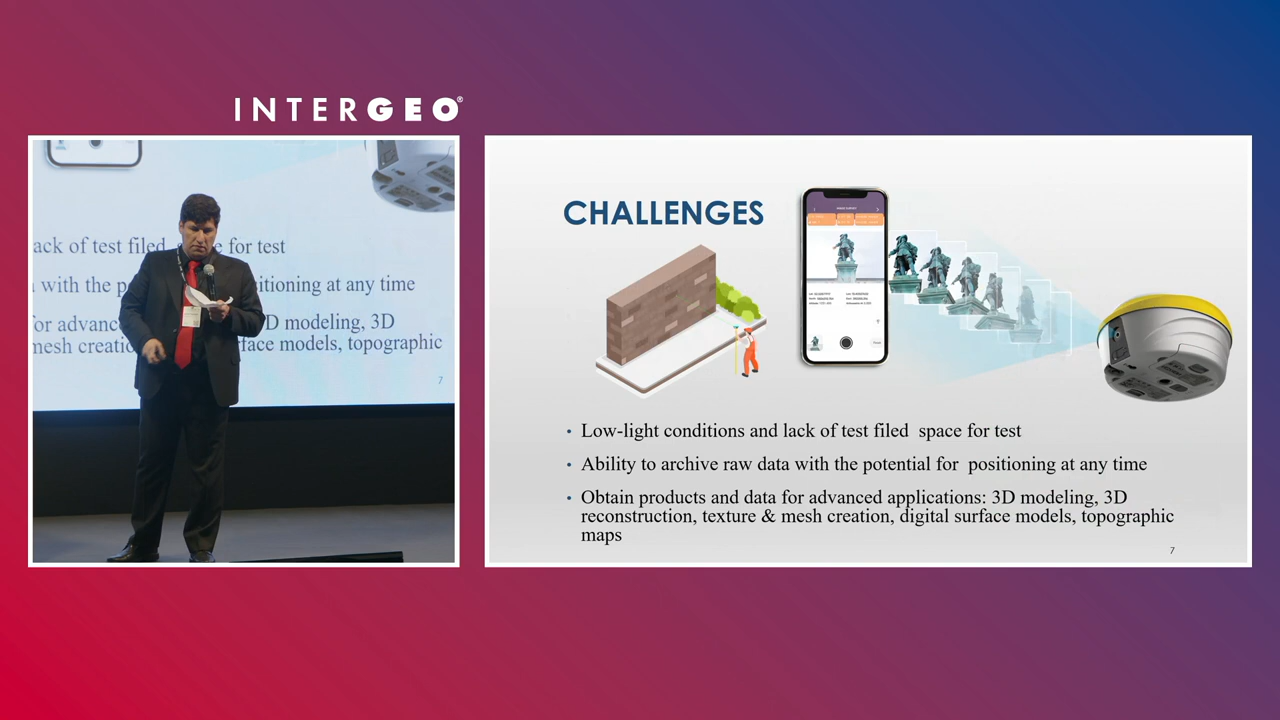 INTERGEO®
ack of test filed e for test
with the p sitioning at any time
for advanc D modeling, 3D
mesh creatio face models, topographic
7
CHALLENGES
• Low-light conditions and lack of test filed space for test
• Ability to archive raw data with the potential for positioning at any time
• Obtain products and data for advanced applications: 3D modeling, 3D
reconstruction, texture & mesh creation, digital surface models, topographic
maps
7